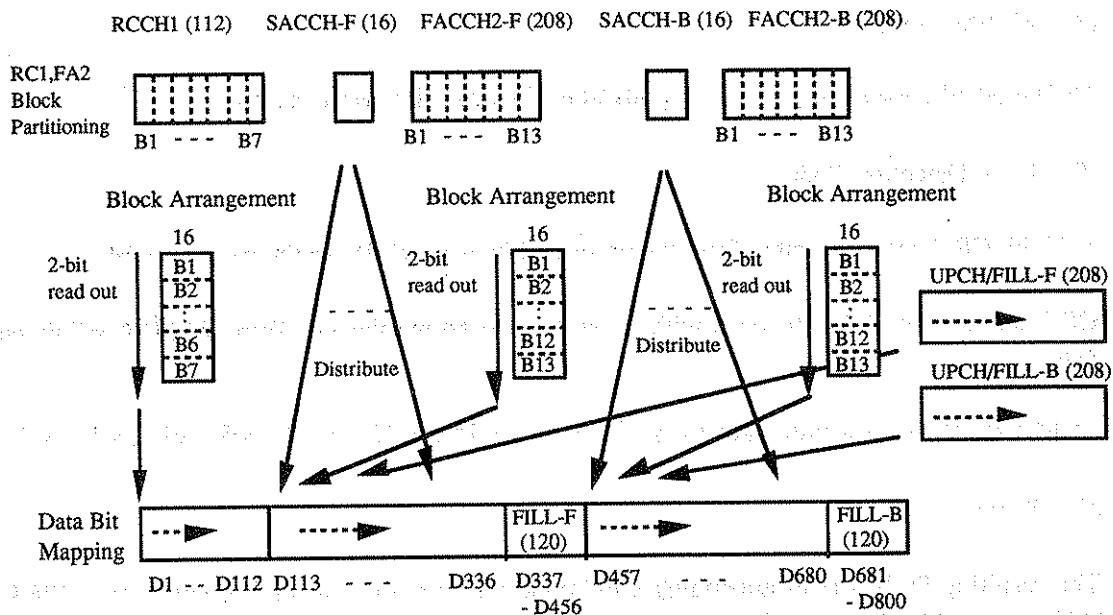 RCCH1 (112) SACCH-F (16) FACCH2-F (208) SACCH-B (16) FACCH2-B (208)
RC1,FA2
Block
Partitioning
B1 - - - B7 B1 - - - B13 B1 - - - B13
Block Arrangement Block Arrangement Block Arrangement
16 16 16
2-bit
read out
B1
B2
:
B6
B7
2-bit
read out
B1
B2
:
B12
B13
2-bit
read out
B1
B2
:
B12
B13
UPCH/FILL-F (208)
UPCH/FILL-B (208)
Distribute Distribute
Data Bit
Mapping
FILL-F
(120)
FILL-B
(120)
D1 - - D112 D113 - - - D336 D337 D457 - - - D680 D681
- D456 - D800